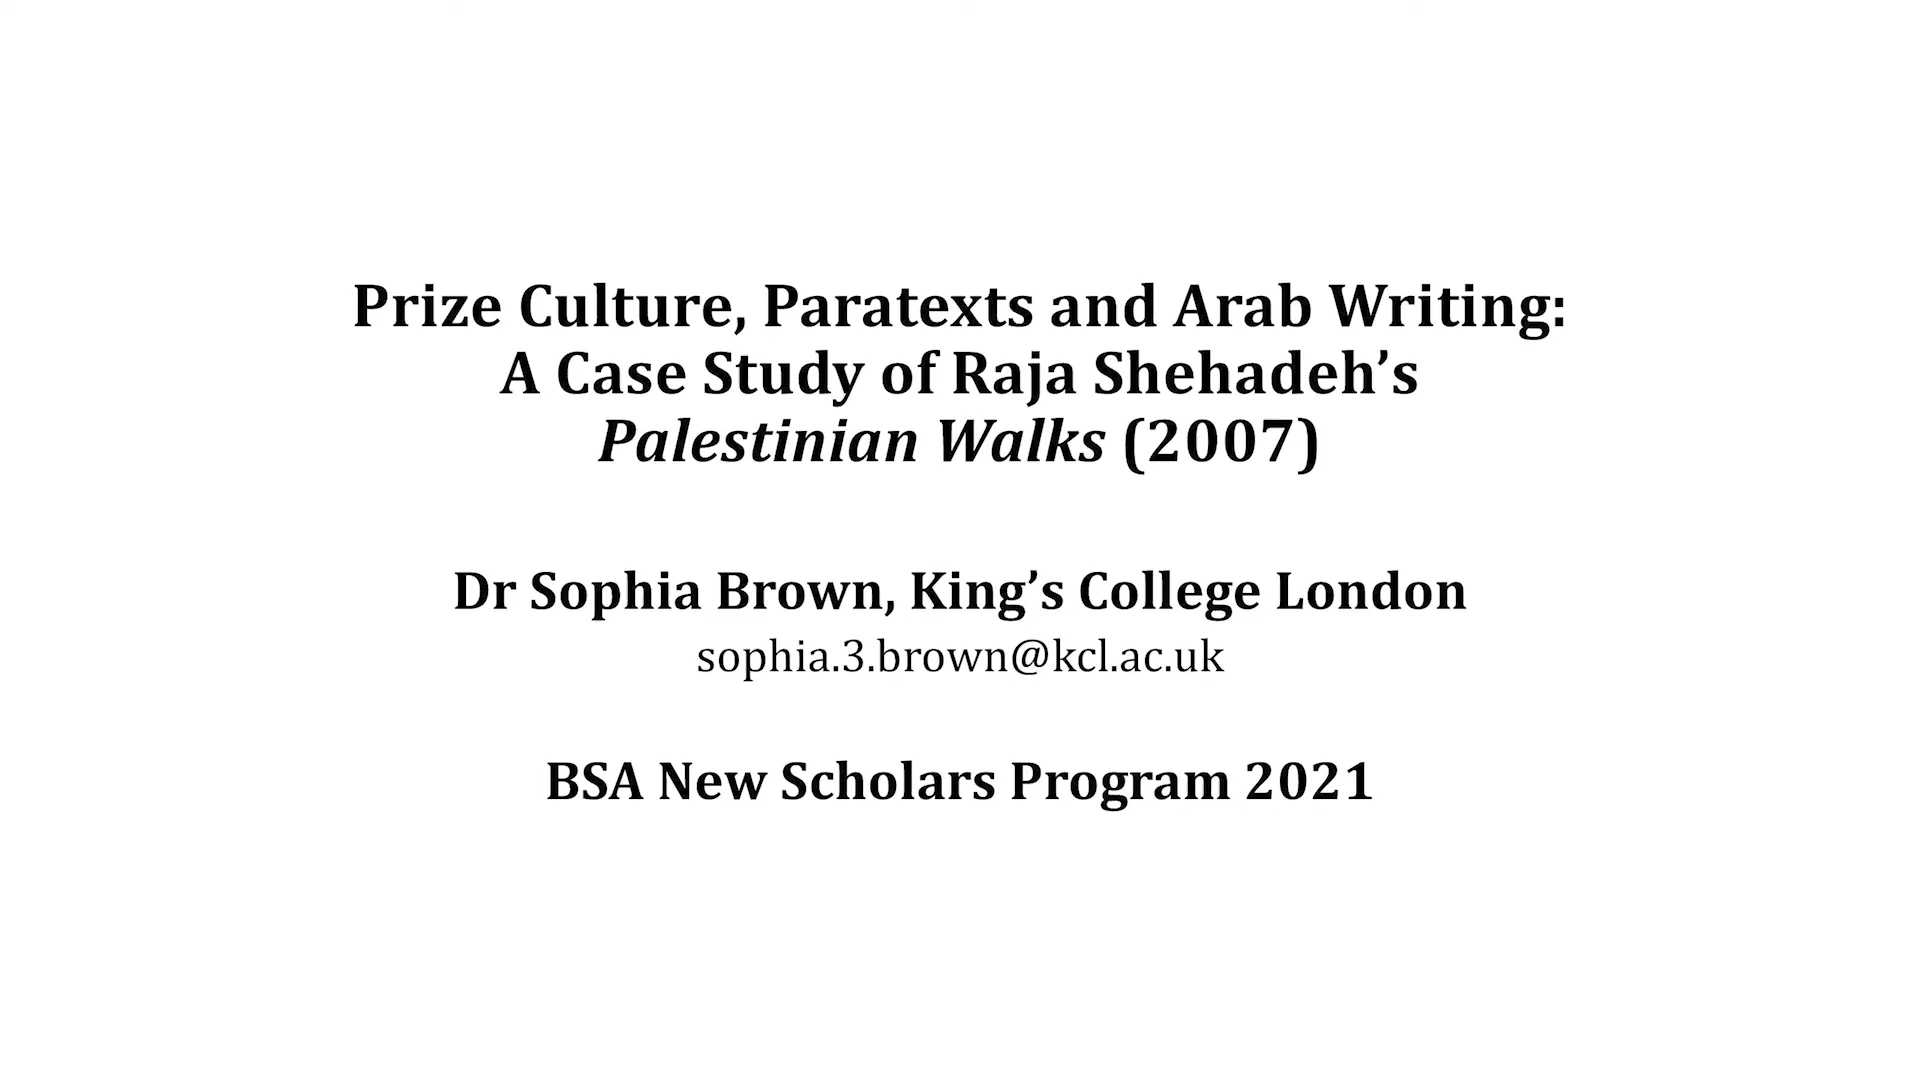 Prize Culture, Paratexts and Arab Writing:
A Case Study of Raja Shehadeh’s
Palestinian Walks (2007)
Dr Sophia Brown, King’s College London
sophia.3.brown@kcl.ac.uk
BSA New Scholars Program 2021